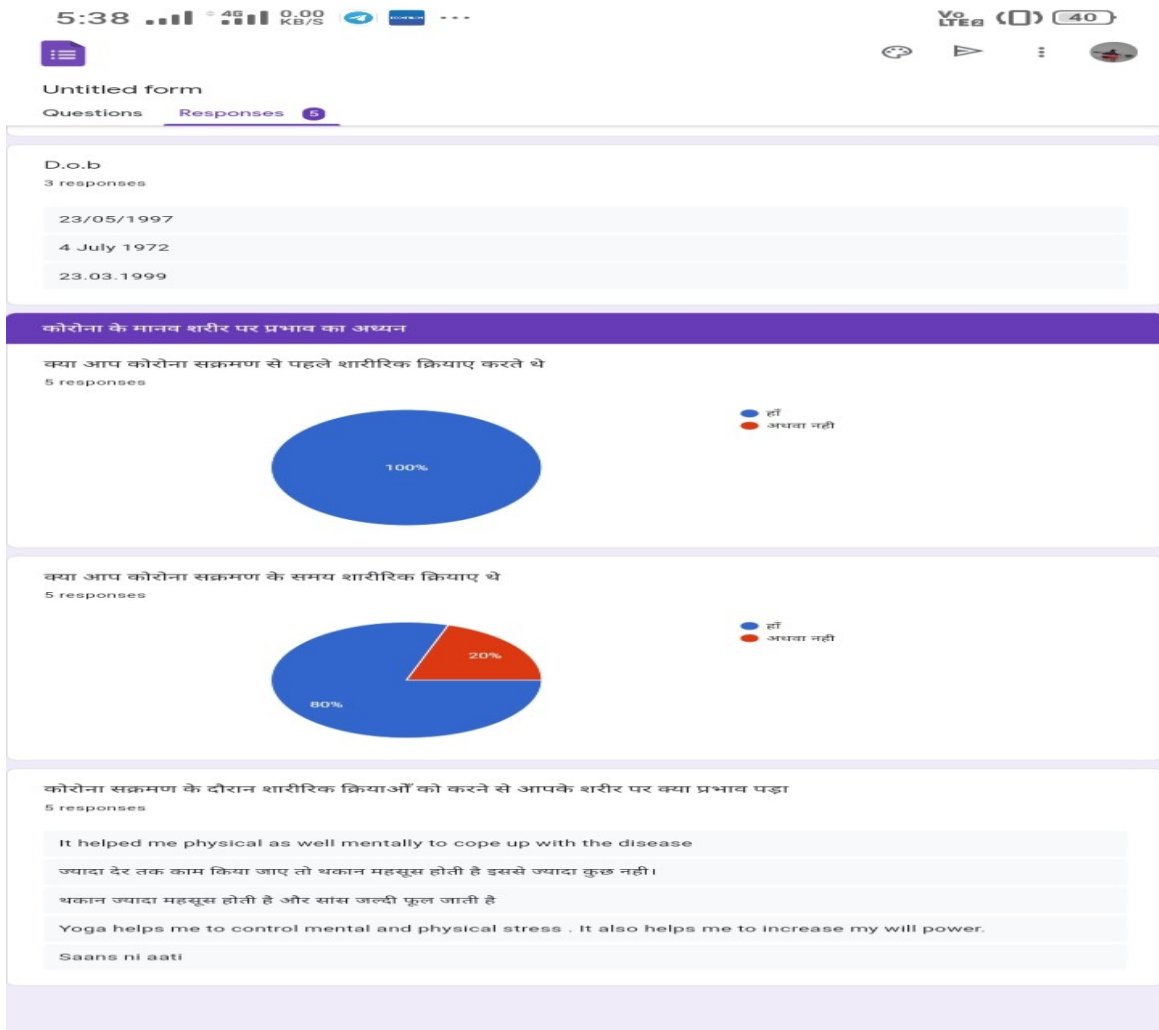 5:38
4G 0.00 KB/S
Vo LTE 40
Untitled form
Questions Responses 5
D.o.b
3 responses
23/05/1997
4 July 1972
23.03.1999
कोरोना के मानव शरीर पर प्रभाव का अध्यन
क्या आप कोरोना सक्रमण से पहले शारीरिक क्रियाए करते थे
5 responses
हाँ
अथवा नही
100%
क्या आप कोरोना सक्रमण के समय शारीरिक क्रियाए थे
5 responses
हाँ
अथवा नही
20%
80%
कोरोना सक्रमण के दौरान शारीरिक क्रियाओँ को करने से आपके शरीर पर क्या प्रभाव पड़ा
5 responses
It helped me physical as well mentally to cope up with the disease
ज्यादा देर तक काम किया जाए तो थकान महसूस होती है इससे ज्यादा कुछ नही।
थकान ज्यादा महसूस होती है और सांस जल्दी फूल जाती है
Yoga helps me to control mental and physical stress . It also helps me to increase my will power.
Saans ni aati